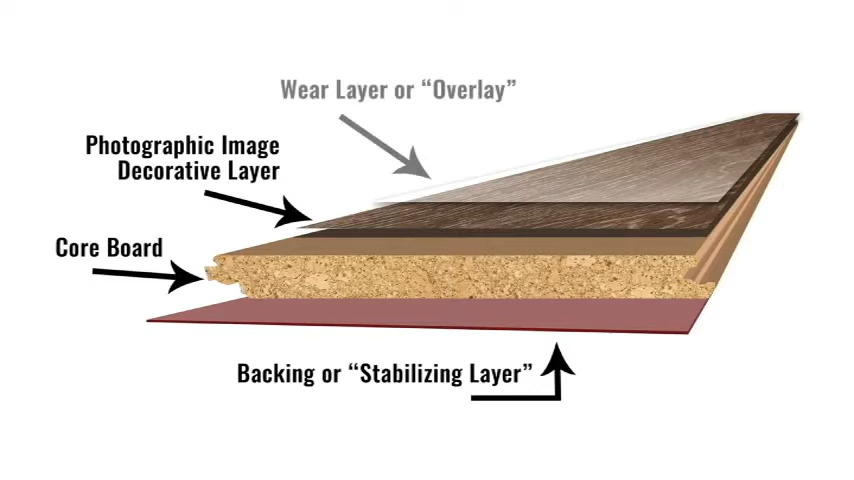 Wear Layer or “Overlay”
Photographic Image
Decorative Layer
Core Board
Backing or “Stabilizing Layer”